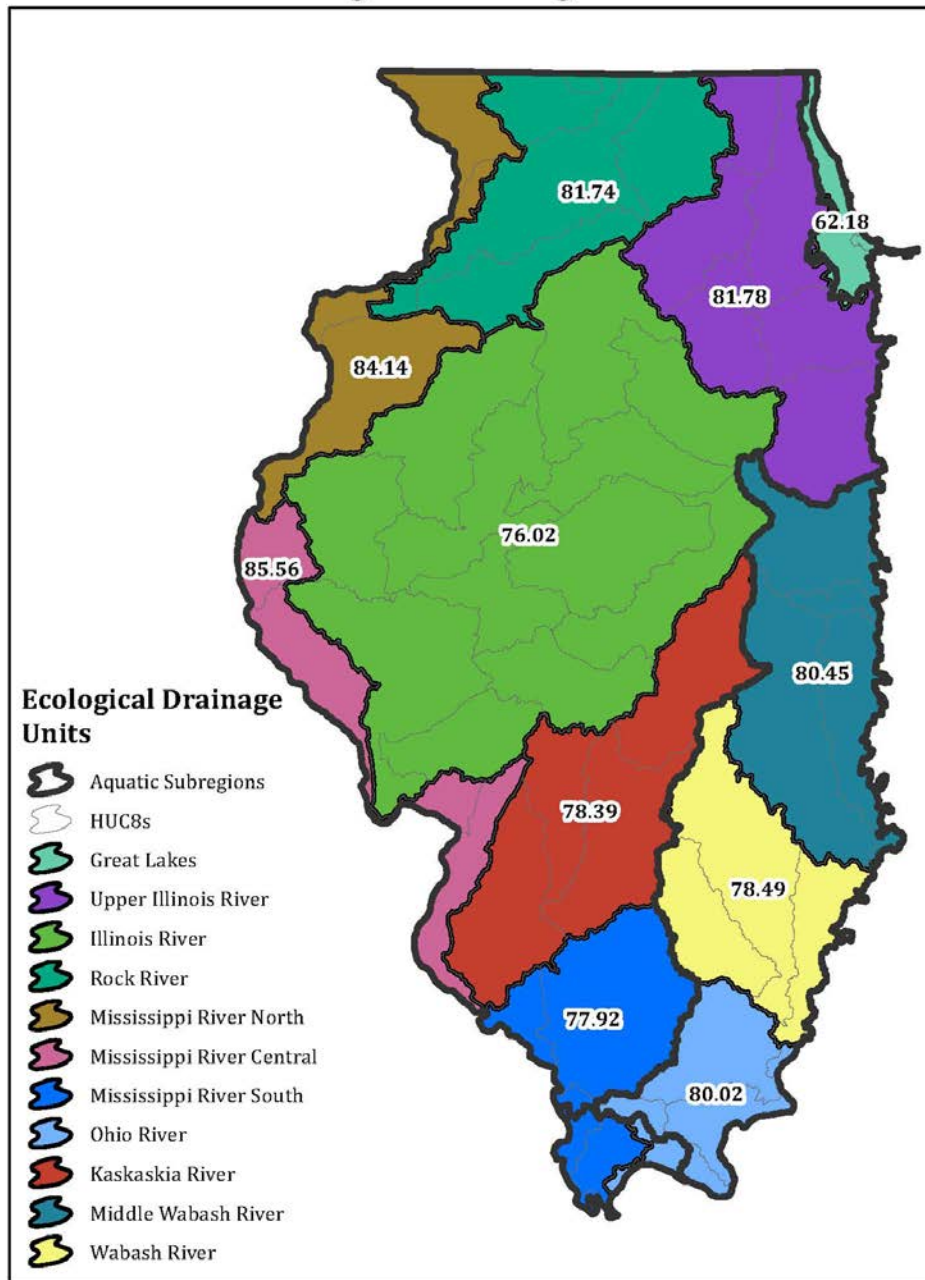 81.74
62.18
81.78
84.14
76.02
85.56
80.45
78.39
78.49
77.92
80.02
Ecological Drainage
Units
Aquatic Subregions
HUC8s
Great Lakes
Upper Illinois River
Illinois River
Rock River
Mississippi River North
Mississippi River Central
Mississippi River South
Ohio River
Kaskaskia River
Middle Wabash River
Wabash River